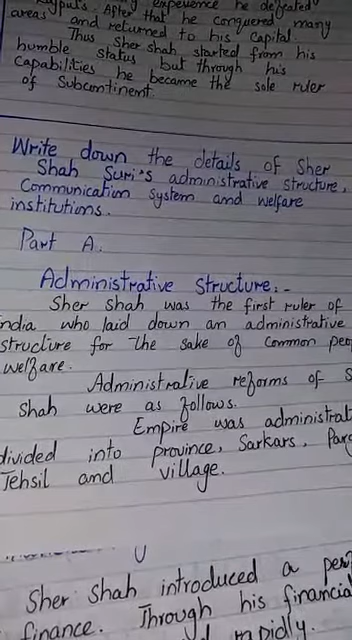 experience he defeated
areas and After that he conquered many
and returned to his Capital.
Thus Sher shah started from his
humble status but through his
capabilities he became the sole ruler
of Subcontinent
Write down the details of Sher
Shah Suri's administrative structure,
Communication system and welfare
institutions.
Part A.
Administrative Structure:-
Sher Shah was the first ruler of
India who laid down an administrative
structure for the sake of common
welfare.
Administrative reforms of
Shah were as follows.
Empire was
divided into province, Sarkars,
Tehsil and village.
Sher Shah introduced a
finance. Through his